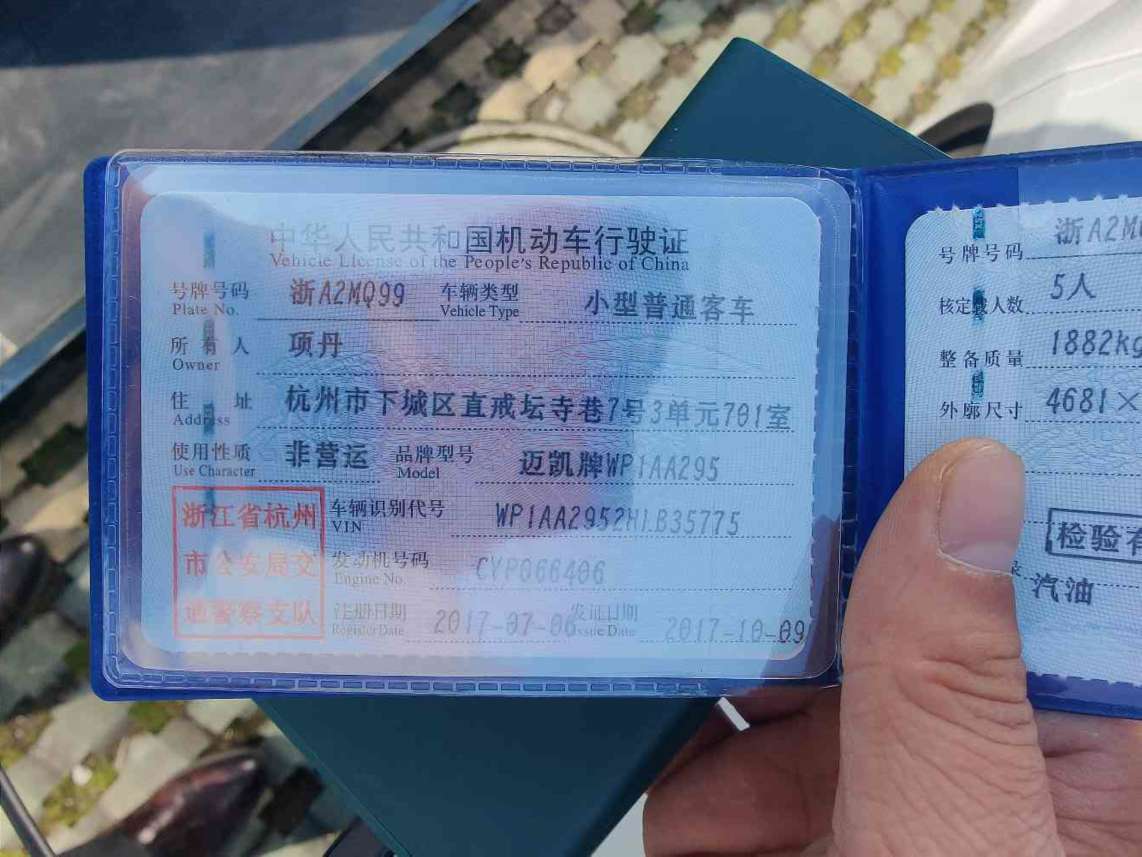 中华人民共和国机动车行驶证
Vehicle License of the People's Republic of China
号牌号码 浙A2MQ99 车辆类型 小型普通客车
Plate No. Vehicle Type
所有人 项丹
Owner
住址 杭州市下城区直戒坛寺巷7号3单元701室
Address
使用性质 非营运 品牌型号 迈凯牌WP1AA295
Use Character Model
浙江省杭州
市公安局交
通警察支队
车辆识别代号 WP1AA2952HLB35775
VIN
发动机号码 CYP066406
Engine No.
注册日期 2017-07-06 发证日期 2017-10-09
Register Date Issue Date
号牌号码 浙A2M
核定载人数 5人
整备质量 1882kg
外廓尺寸 4681×
检验有
汽油